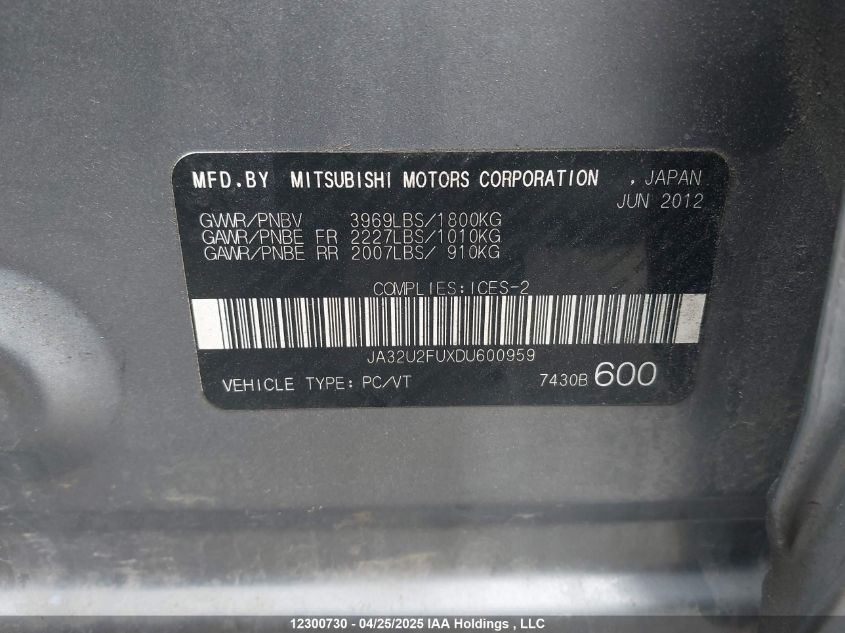 MFD.BY MITSUBISHI MOTORS CORPORATION , JAPAN
JUN 2012
GVWR/PNBV 3969LBS/1800KG
GAWR/PNBE FR 2227LBS/1010KG
GAWR/PNBE RR 2007LBS/ 910KG
COMPLIES:ICES-2
JA32U2FUXDU600959
VEHICLE TYPE: PC/VT 7430B 600
12300730 - 04/25/2025 IAA Holdings , LLC